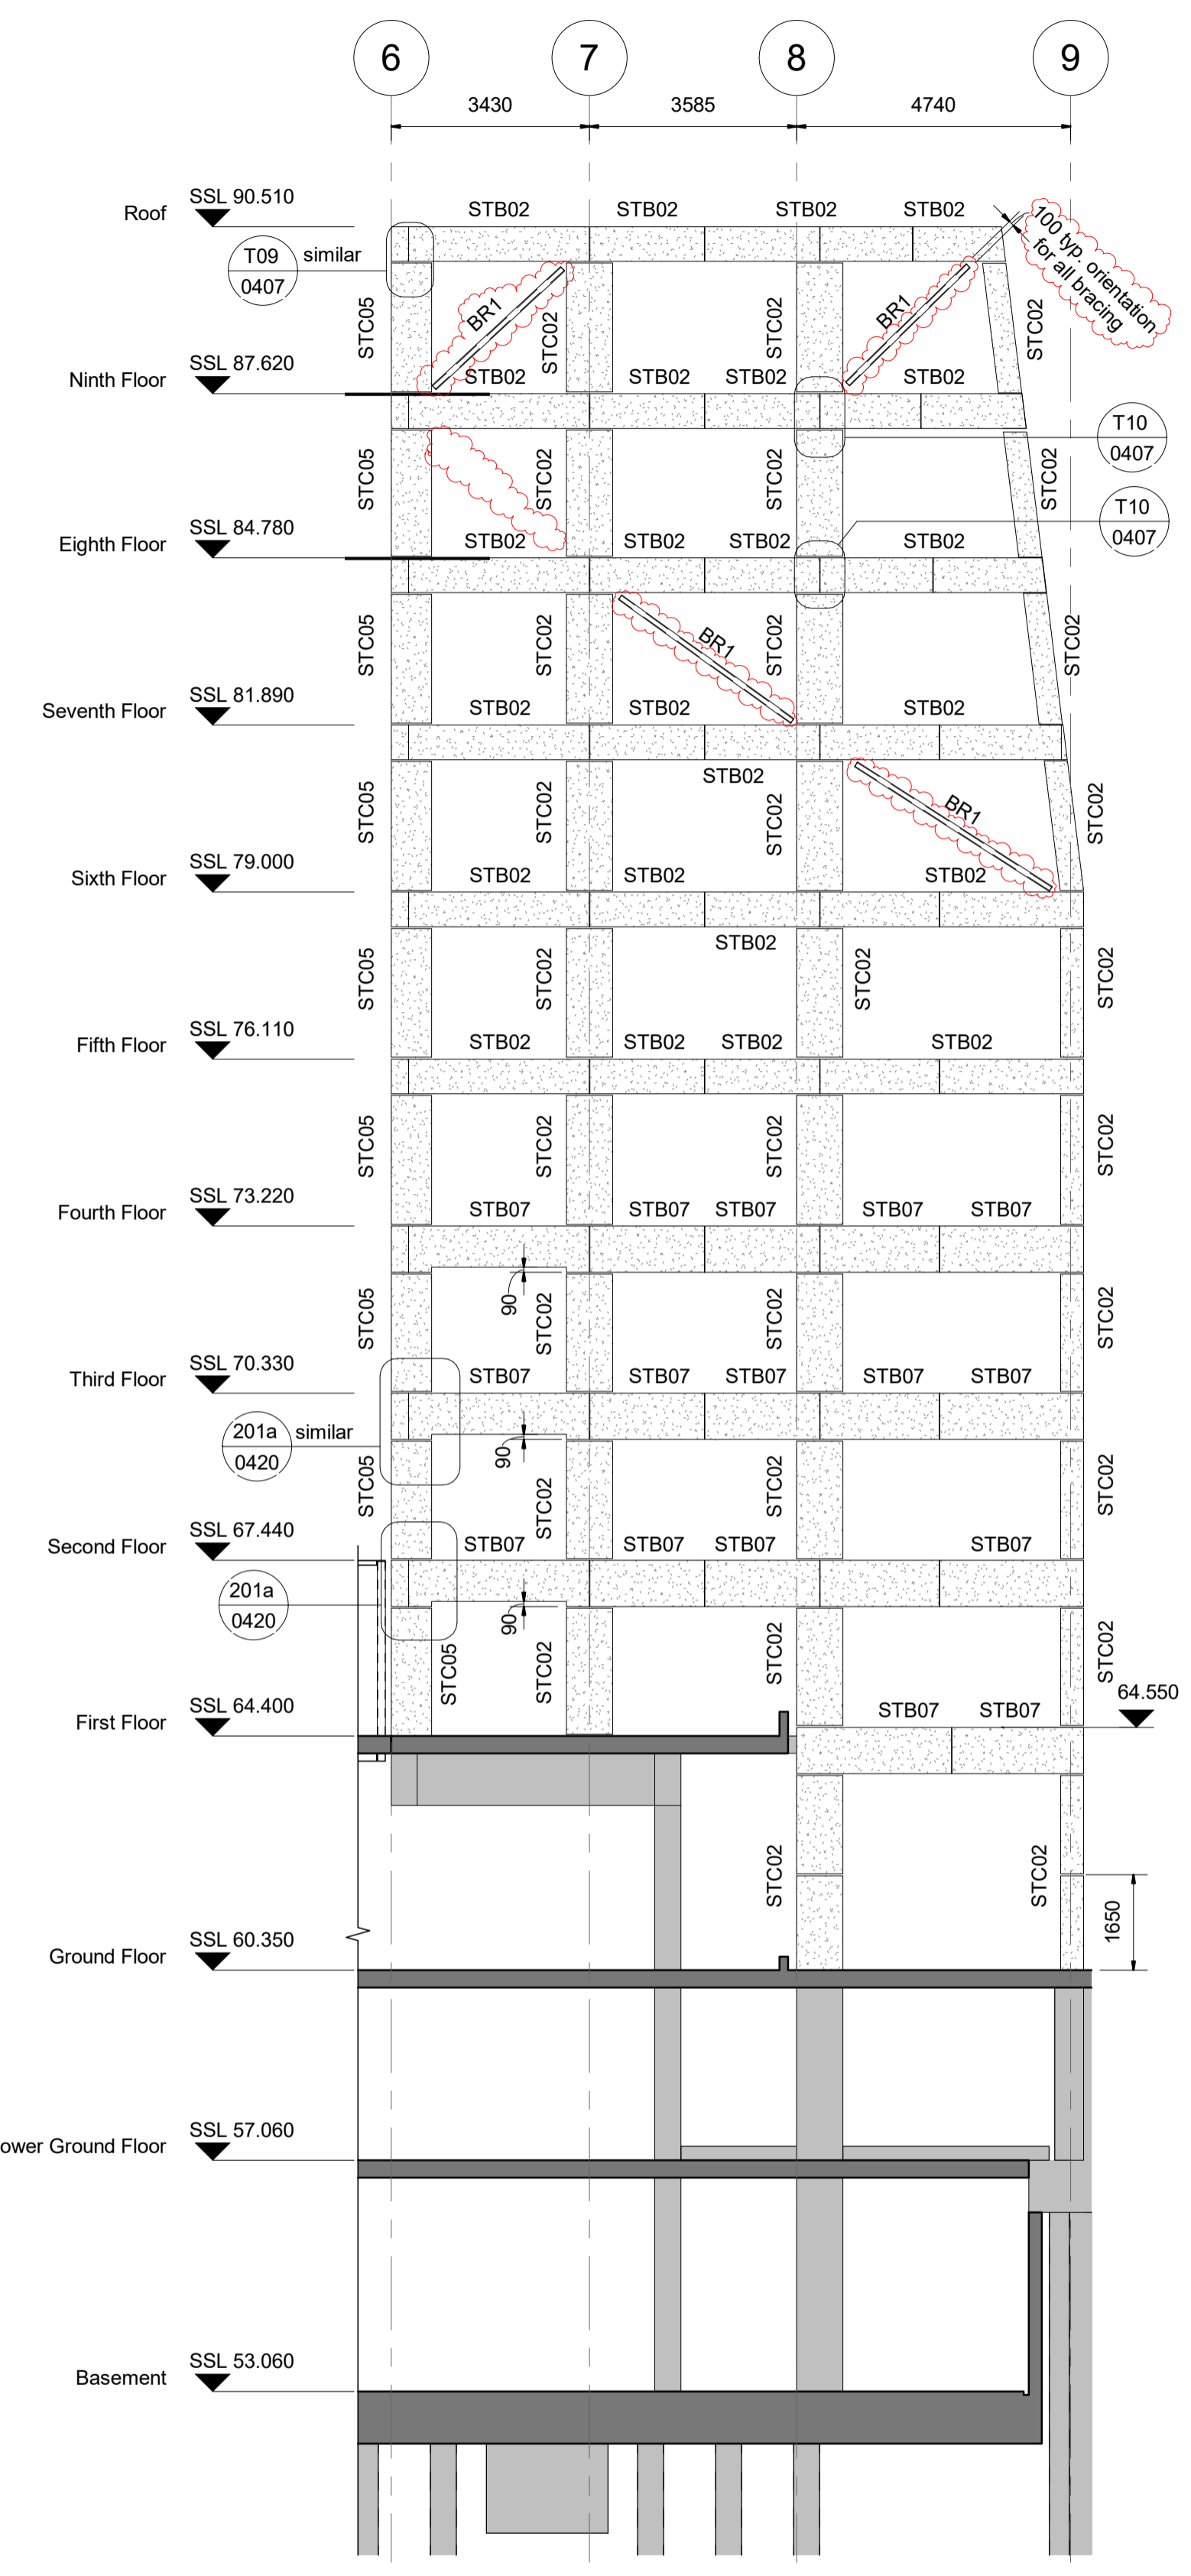 6 7 8 9
3430 3585 4740
Roof SSL 90.510 STB02 STB02 STB02 STB02
100 typ. orientation
for all bracing
T09 similar
0407
STC05 BR1 STC02 STC02 BR1 STC02
Ninth Floor SSL 87.620 STB02 STB02 STB02 STB02
T10
0407
STC05 STC02 STC02 STC02
T10
0407
Eighth Floor SSL 84.780 STB02 STB02 STB02 STB02
STC05 STC02 BR1 STC02 STC02
Seventh Floor SSL 81.890 STB02 STB02 STB02
STB02
STC05 STC02 STC02 BR1 STC02
Sixth Floor SSL 79.000 STB02 STB02 STB02
STB02
STC05 STC02 STC02 STC02
Fifth Floor SSL 76.110 STB02 STB02 STB02 STB02
STC05 STC02 STC02 STC02
Fourth Floor SSL 73.220 STB07 STB07 STB07 STB07 STB07
90
STC05 STC02 STC02 STC02
Third Floor SSL 70.330 STB07 STB07 STB07 STB07 STB07
201a similar
0420
90
STC05 STC02 STC02 STC02
Second Floor SSL 67.440 STB07 STB07 STB07 STB07
201a
0420
90
STC05 STC02 STC02 STC02
First Floor SSL 64.400 STB07 STB07 64.550
STC02 STC02 1650
Ground Floor SSL 60.350
ower Ground Floor SSL 57.060
Basement SSL 53.060